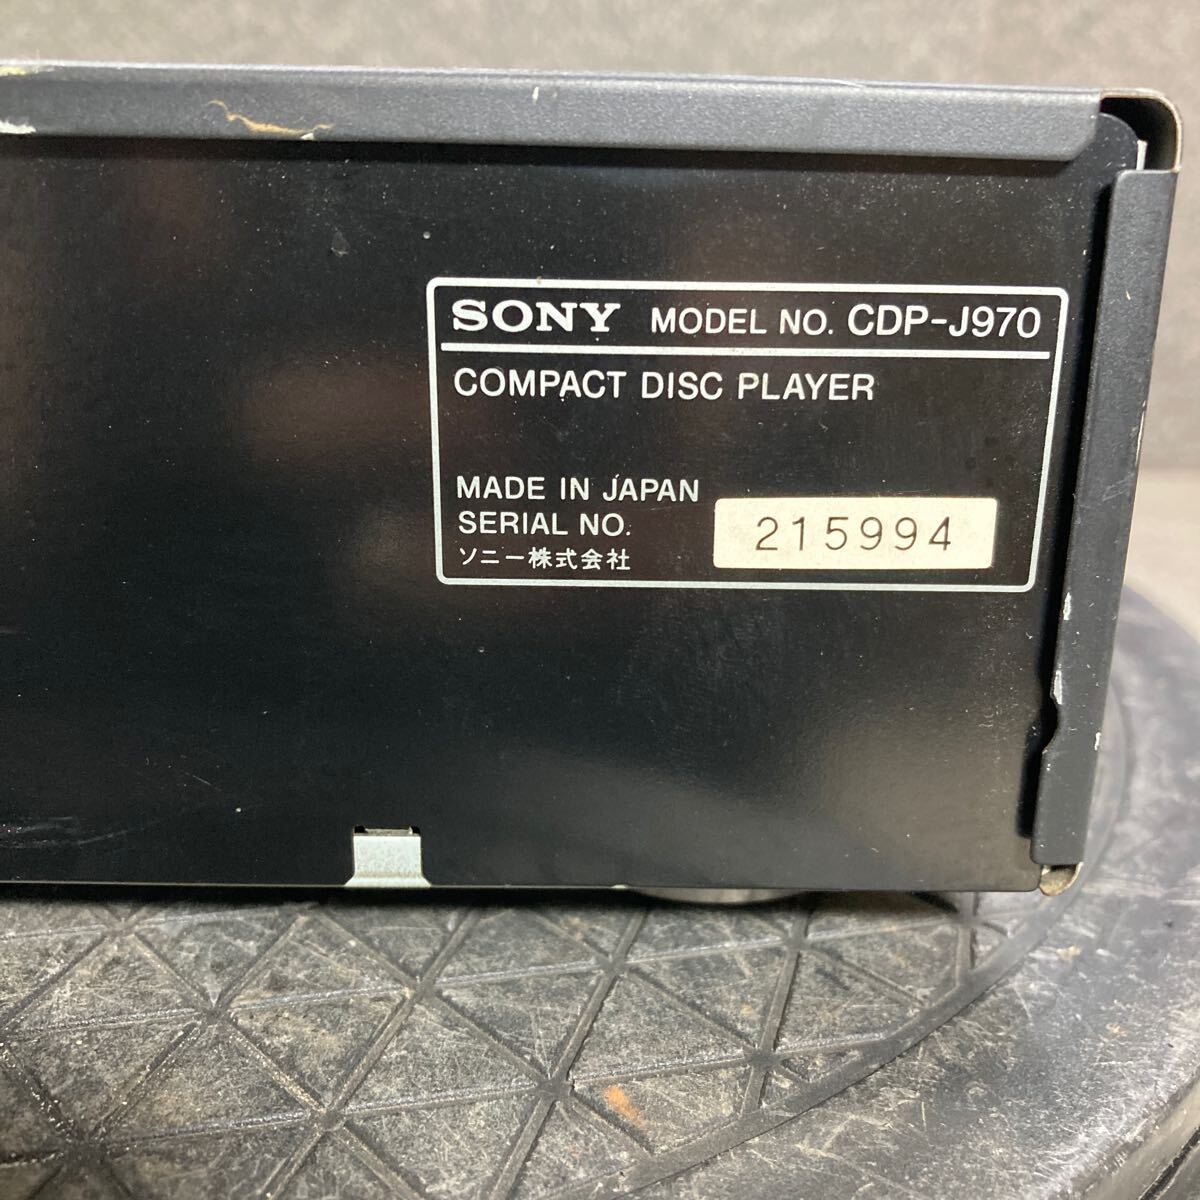 SONY MODEL NO. CDP-J970
COMPACT DISC PLAYER
MADE IN JAPAN
SERIAL NO. 215994
ソニー株式会社